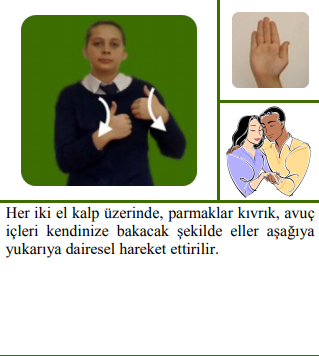 Her iki el kalp üzerinde, parmaklar kıvrık, avuç
içleri kendinize bakacak şekilde eller aşağıya
yukarıya dairesel hareket ettirilir.